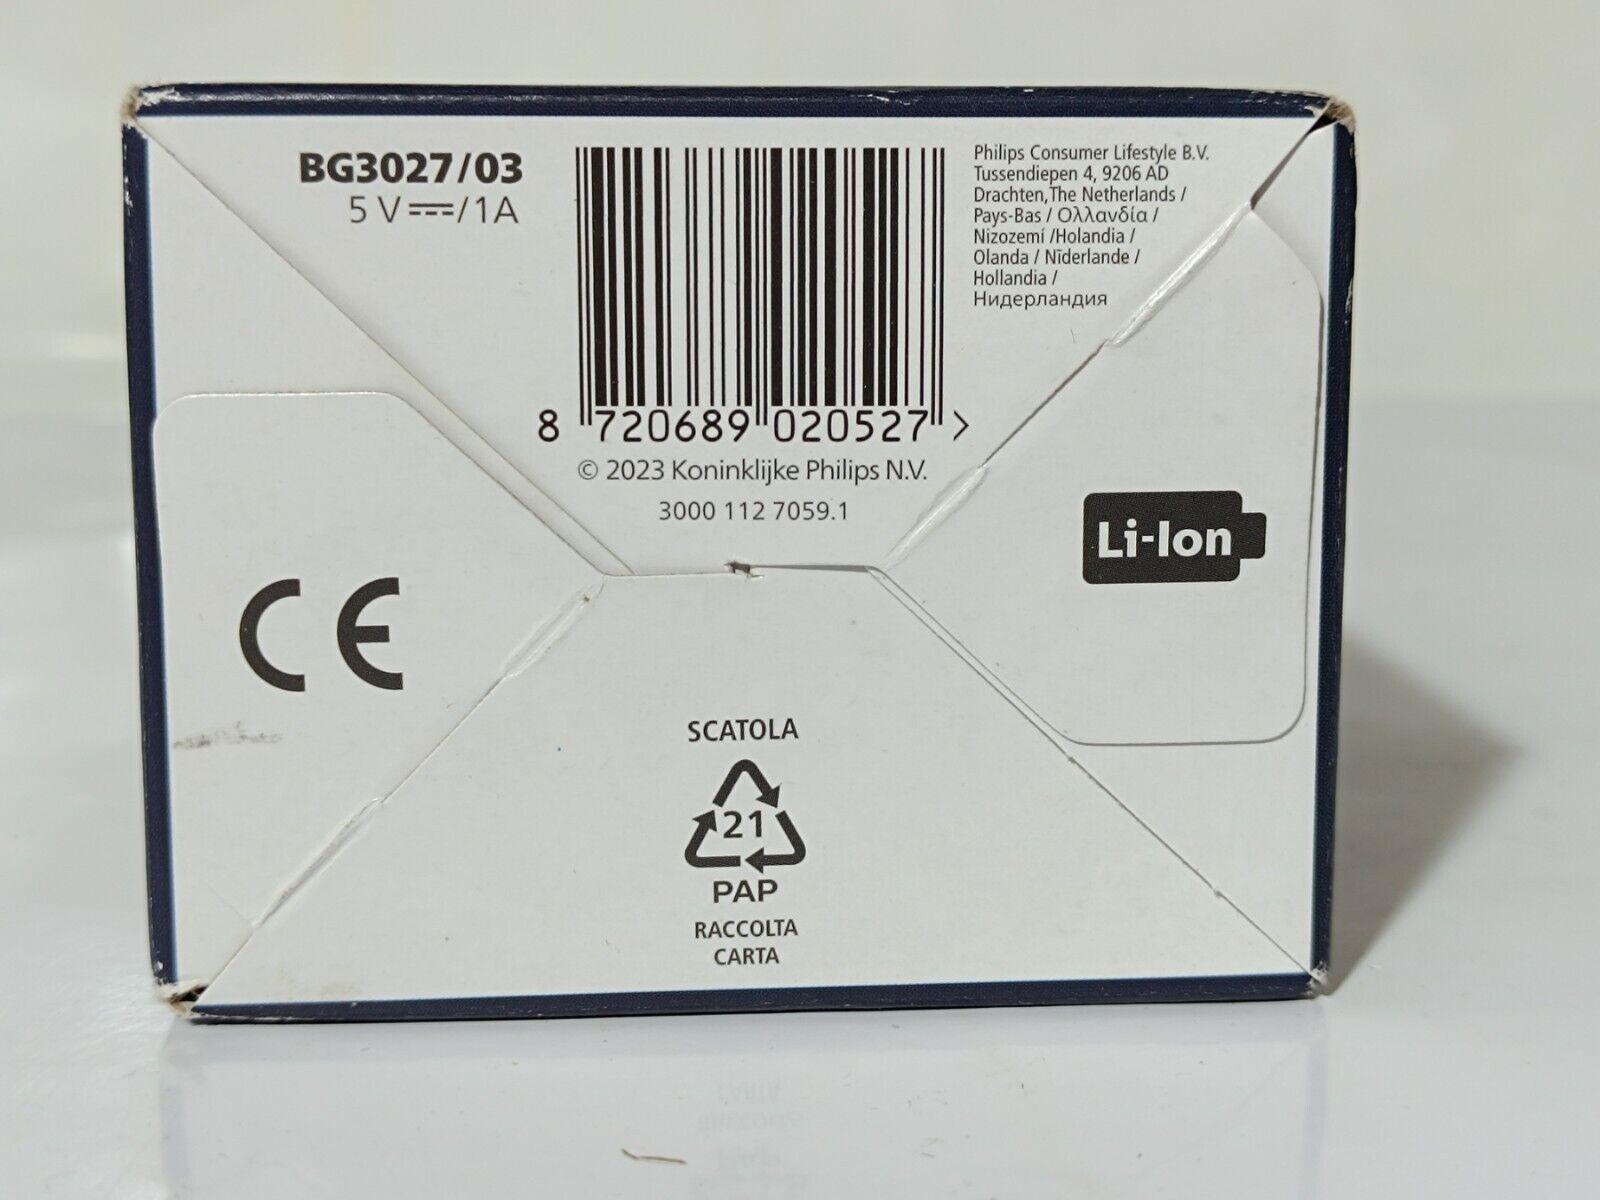 BG3027/03
5 V⎓/1A
8 720689 020527 >
© 2023 Koninklijke Philips N.V.
3000 112 7059.1
Philips Consumer Lifestyle B.V.
Tussendiepen 4, 9206 AD
Drachten,The Netherlands /
Pays-Bas / Ολλανδία /
Nizozemí /Holandia /
Olanda / Nīderlande /
Hollandia /
Нидерландия
Li-Ion
CE
SCATOLA
21
PAP
RACCOLTA
CARTA